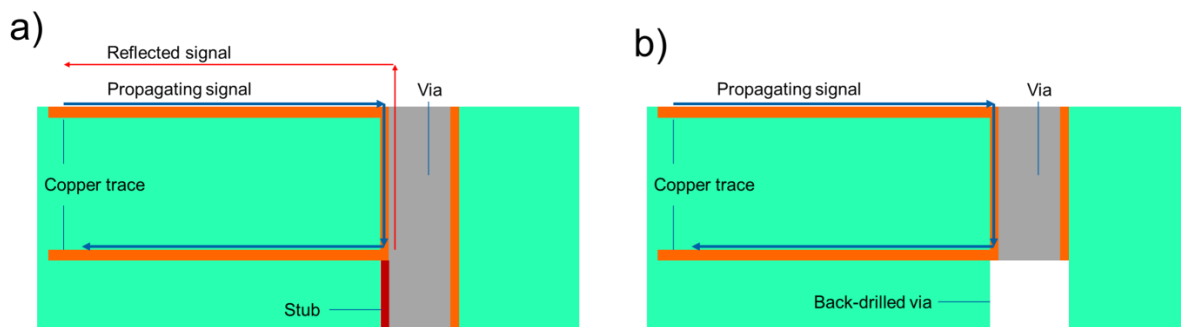 a)
Reflected signal
Propagating signal
Via
Copper trace
Stub
b)
Propagating signal
Via
Copper trace
Back-drilled via